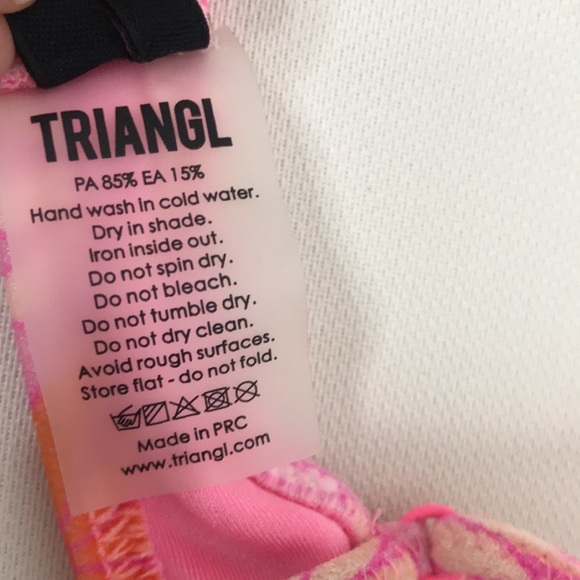 TRIANGL
PA 85% EA 15%
Hand wash in cold water.
Dry in shade.
Iron inside out.
Do not spin dry.
Do not bleach.
Do not tumble dry.
Do not dry clean.
Avoid rough surfaces.
Store flat - do not fold.
Made in PRC
www.triangl.com